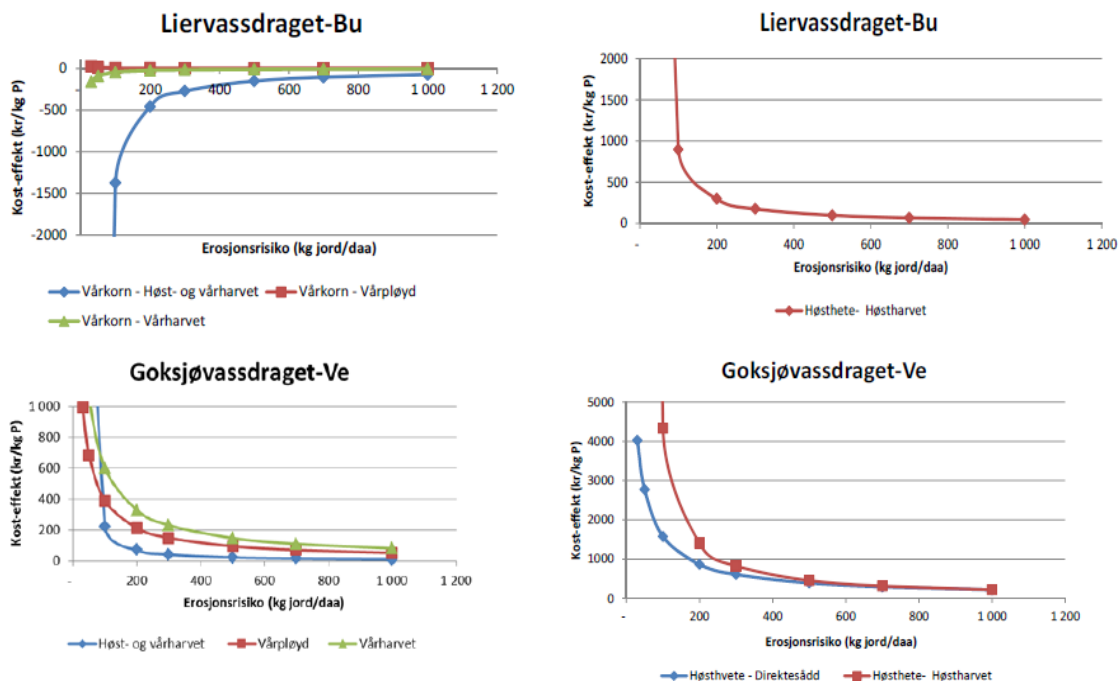 Liervassdraget-Bu
Kost-effekt (kr/kg P)
0
-500
-1000
-1500
-2000
200 400 600 800 1 000 1 200
Erosjonsrisiko (kg jord/daa)
Vårkorn - Høst- og vårharvet
Vårkorn - Vårpløyd
Vårkorn - Vårharvet
Liervassdraget-Bu
Kost-effekt (kr/kg P)
2000
1500
1000
500
0
- 200 400 600 800 1 000 1 200
Erosjonsrisiko (kg jord/daa)
Høsthete- Høstharvet
Goksjøvassdraget-Ve
Kost-effekt (kr/kg P)
1 000
800
600
400
200
0
- 200 400 600 800 1 000 1 200
Erosjonsrisiko (kg jord/daa)
Høst- og vårharvet
Vårpløyd
Vårharvet
Goksjøvassdraget-Ve
Kost-effekt (kr/kg P)
5000
4000
3000
2000
1000
0
- 200 400 600 800 1 000 1 200
Erosjonsrisiko (kg jord/daa)
Høsthvete - Direktesådd
Høsthete- Høstharvet